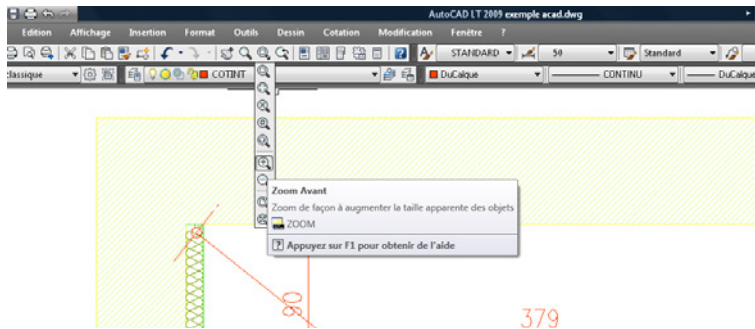 AutoCAD LT 2009 exemple acad.dwg
Edition Affichage Insertion Format Outils Dessin Cotation Modification Fenêtre ?
STANDARD 50 Standard
classique COTINT DuCalque CONTINU DuCalque
Zoom Avant
Zoom de façon à augmenter la taille apparente des objets
ZOOM
? Appuyez sur F1 pour obtenir de l'aide
90
379